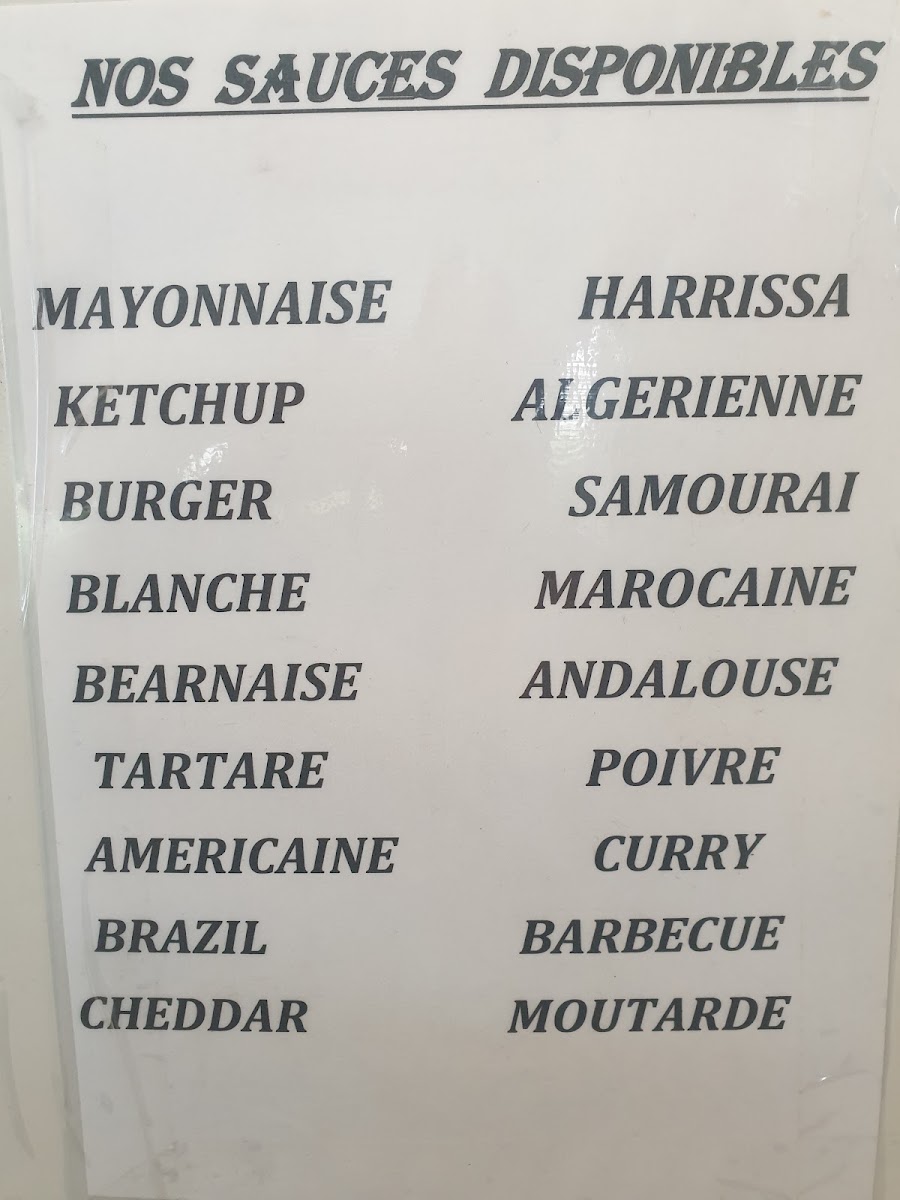 NOS SAUCES DISPONIBLES
MAYONNAISE HARRISSA
KETCHUP ALGERIENNE
BURGER SAMOURAI
BLANCHE MAROCAINE
BEARNAISE ANDALOUSE
TARTARE POIVRE
AMERICAINE CURRY
BRAZIL BARBECUE
CHEDDAR MOUTARDE